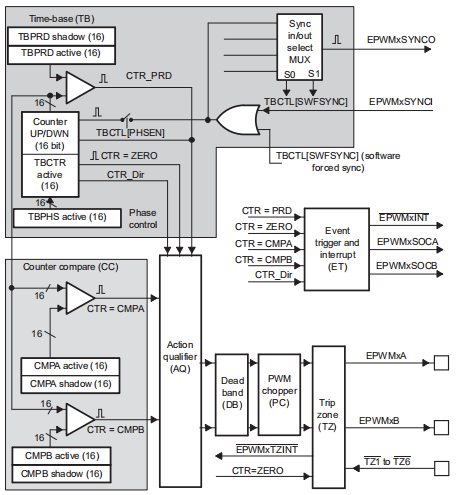 Time-base (TB)
TBPRD shadow (16)
TBPRD active (16)
CTR_PRD
Sync
in/out
select
MUX
S0 S1
EPWMxSYNCO
TBCTL[SWFSYNC]
EPWMxSYNCI
16
Counter
UP/DWN
(16 bit)
TBCTR
active
(16)
TBCTL[PHSEN]
CTR = ZERO
CTR_Dir
TBCTL[SWFSYNC] (software
forced sync)
16
TBPHS active (16)
Phase
control
CTR = PRD
CTR = ZERO
CTR = CMPA
CTR = CMPB
CTR_Dir
Event
trigger and
interrupt
(ET)
EPWMxINT
EPWMxSOCA
EPWMxSOCB
Counter compare (CC)
16
CTR = CMPA
16
CMPA active (16)
CMPA shadow (16)
16
CTR = CMPB
16
CMPB active (16)
CMPB shadow (16)
Action
qualifier
(AQ)
Dead
band
(DB)
PWM
chopper
(PC)
Trip
zone
(TZ)
EPWMxA
EPWMxB
EPWMxTZINT
CTR=ZERO
TZ1 to TZ6